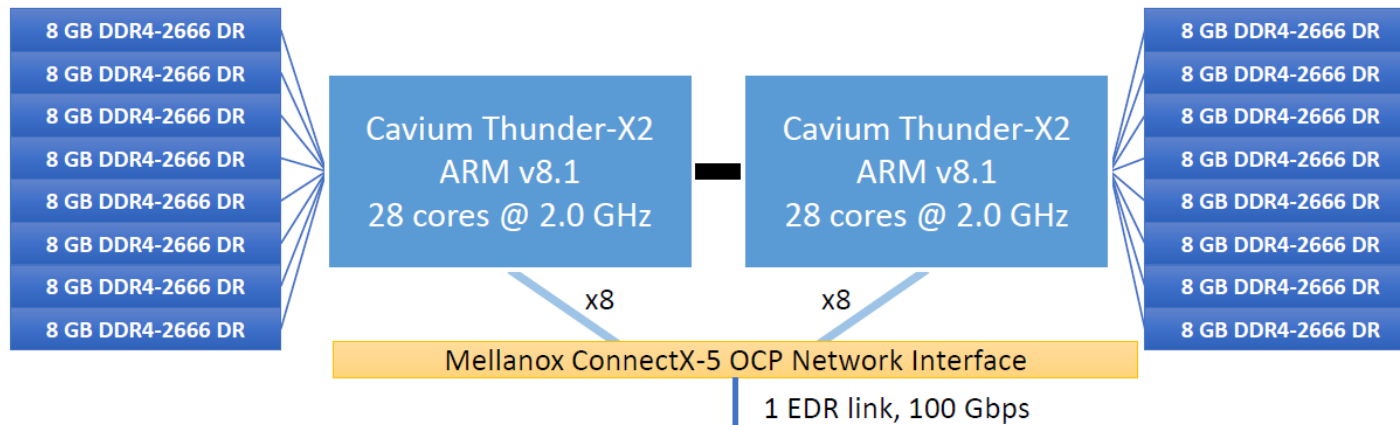 8 GB DDR4-2666 DR
8 GB DDR4-2666 DR
8 GB DDR4-2666 DR
8 GB DDR4-2666 DR
8 GB DDR4-2666 DR
8 GB DDR4-2666 DR
8 GB DDR4-2666 DR
8 GB DDR4-2666 DR
Cavium Thunder-X2
ARM v8.1
28 cores @ 2.0 GHz
Cavium Thunder-X2
ARM v8.1
28 cores @ 2.0 GHz
8 GB DDR4-2666 DR
8 GB DDR4-2666 DR
8 GB DDR4-2666 DR
8 GB DDR4-2666 DR
8 GB DDR4-2666 DR
8 GB DDR4-2666 DR
8 GB DDR4-2666 DR
8 GB DDR4-2666 DR
x8
x8
Mellanox ConnectX-5 OCP Network Interface
1 EDR link, 100 Gbps